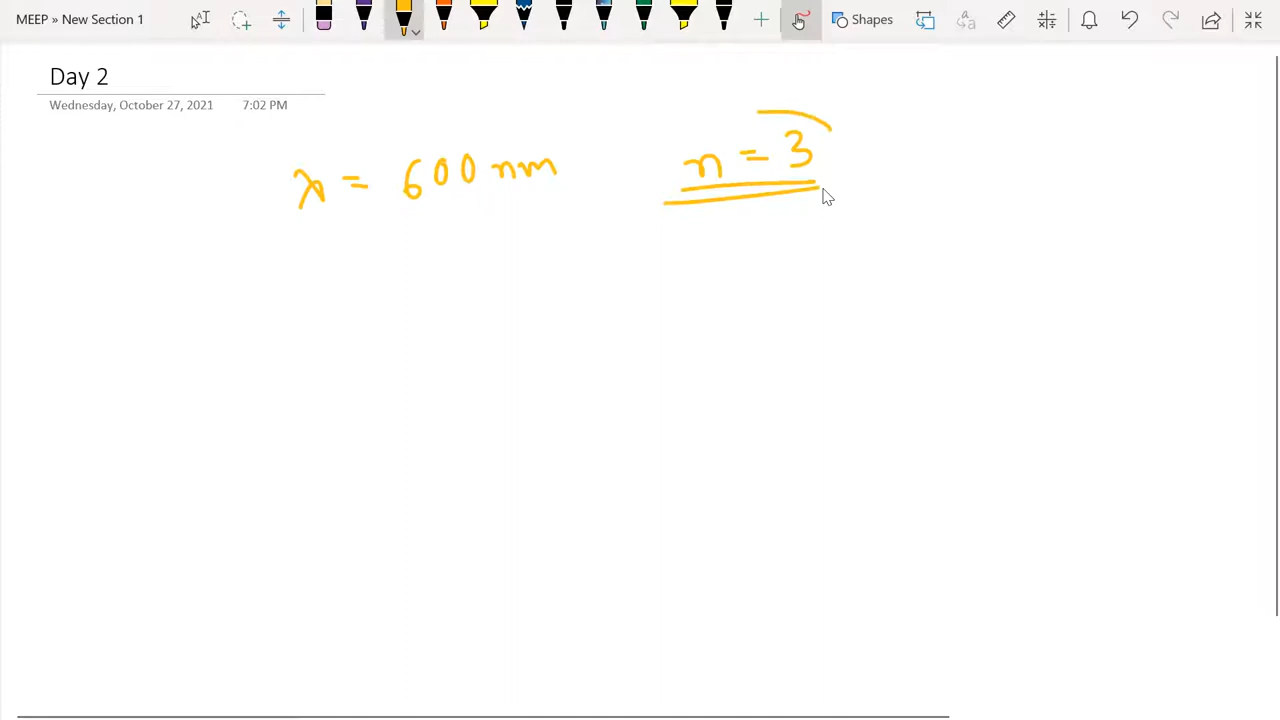 MEEP » New Section 1
Shapes
Day 2
Wednesday, October 27, 2021 7:02 PM
λ = 600 nm n = 3